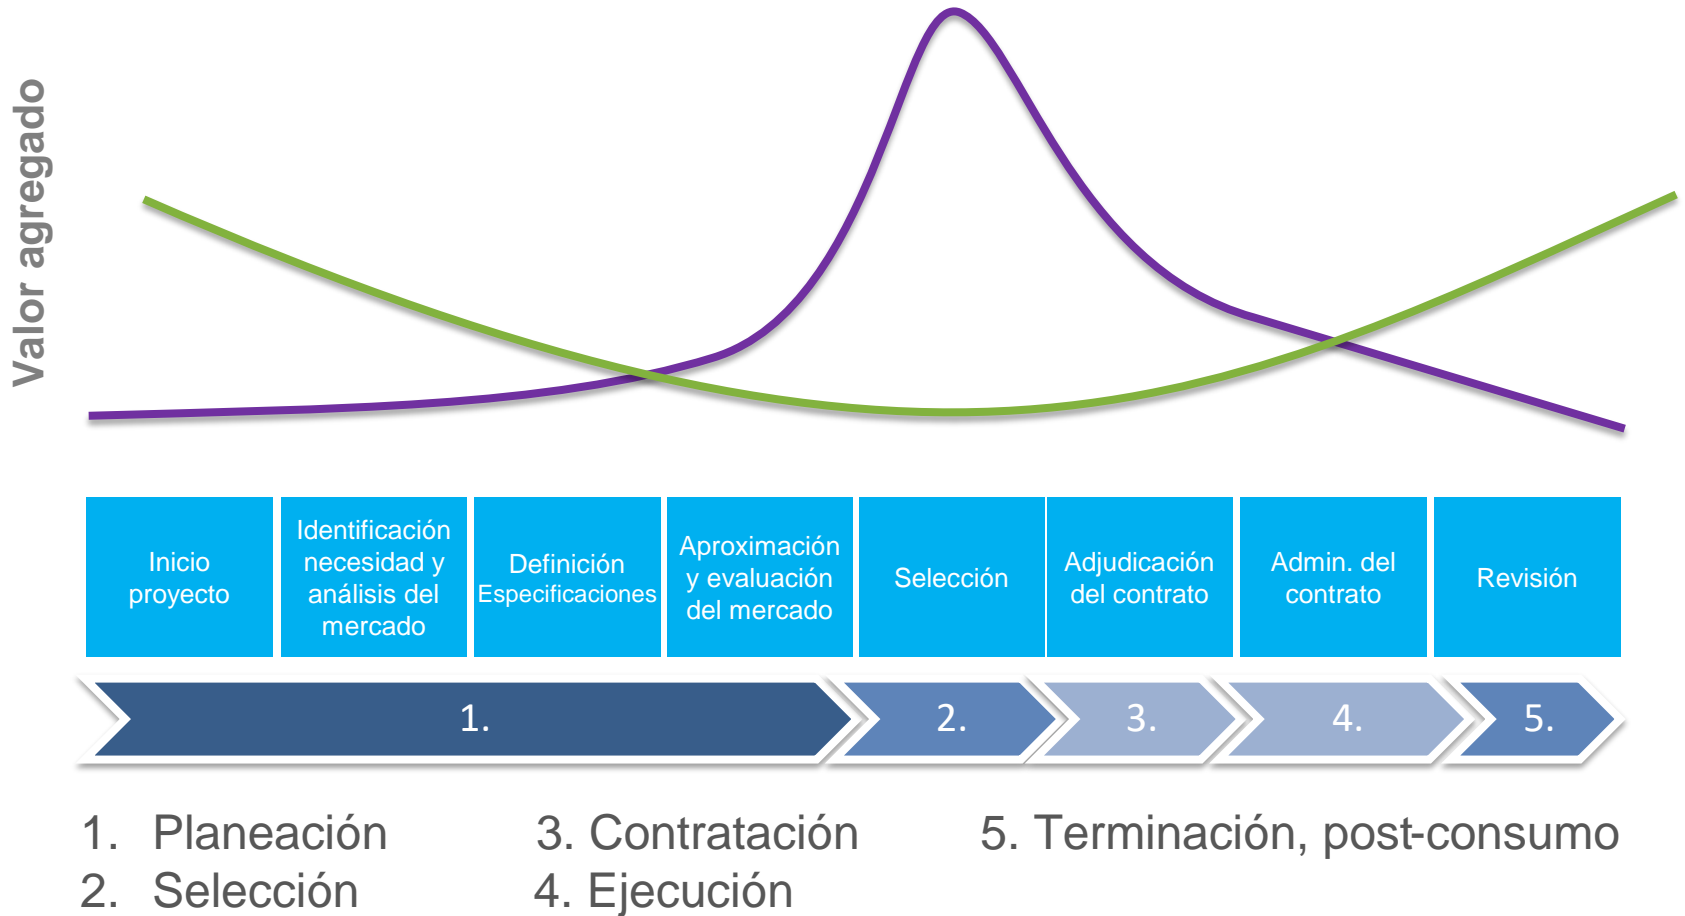 Valor agregado
Inicio
proyecto
Identificación
necesidad y
análisis del
mercado
Definición
Especificaciones
Aproximación
y evaluación
del mercado
Selección
Adjudicación
del contrato
Admin. del
contrato
Revisión
1.
2.
3.
4.
5.
1. Planeación
2. Selección
3. Contratación
4. Ejecución
5. Terminación, post-consumo